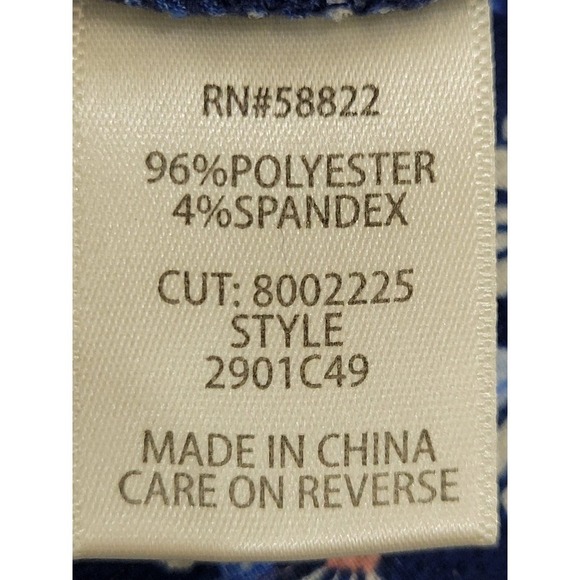 RN#58822
96%POLYESTER
4%SPANDEX
CUT: 8002225
STYLE
2901C49
MADE IN CHINA
CARE ON REVERSE